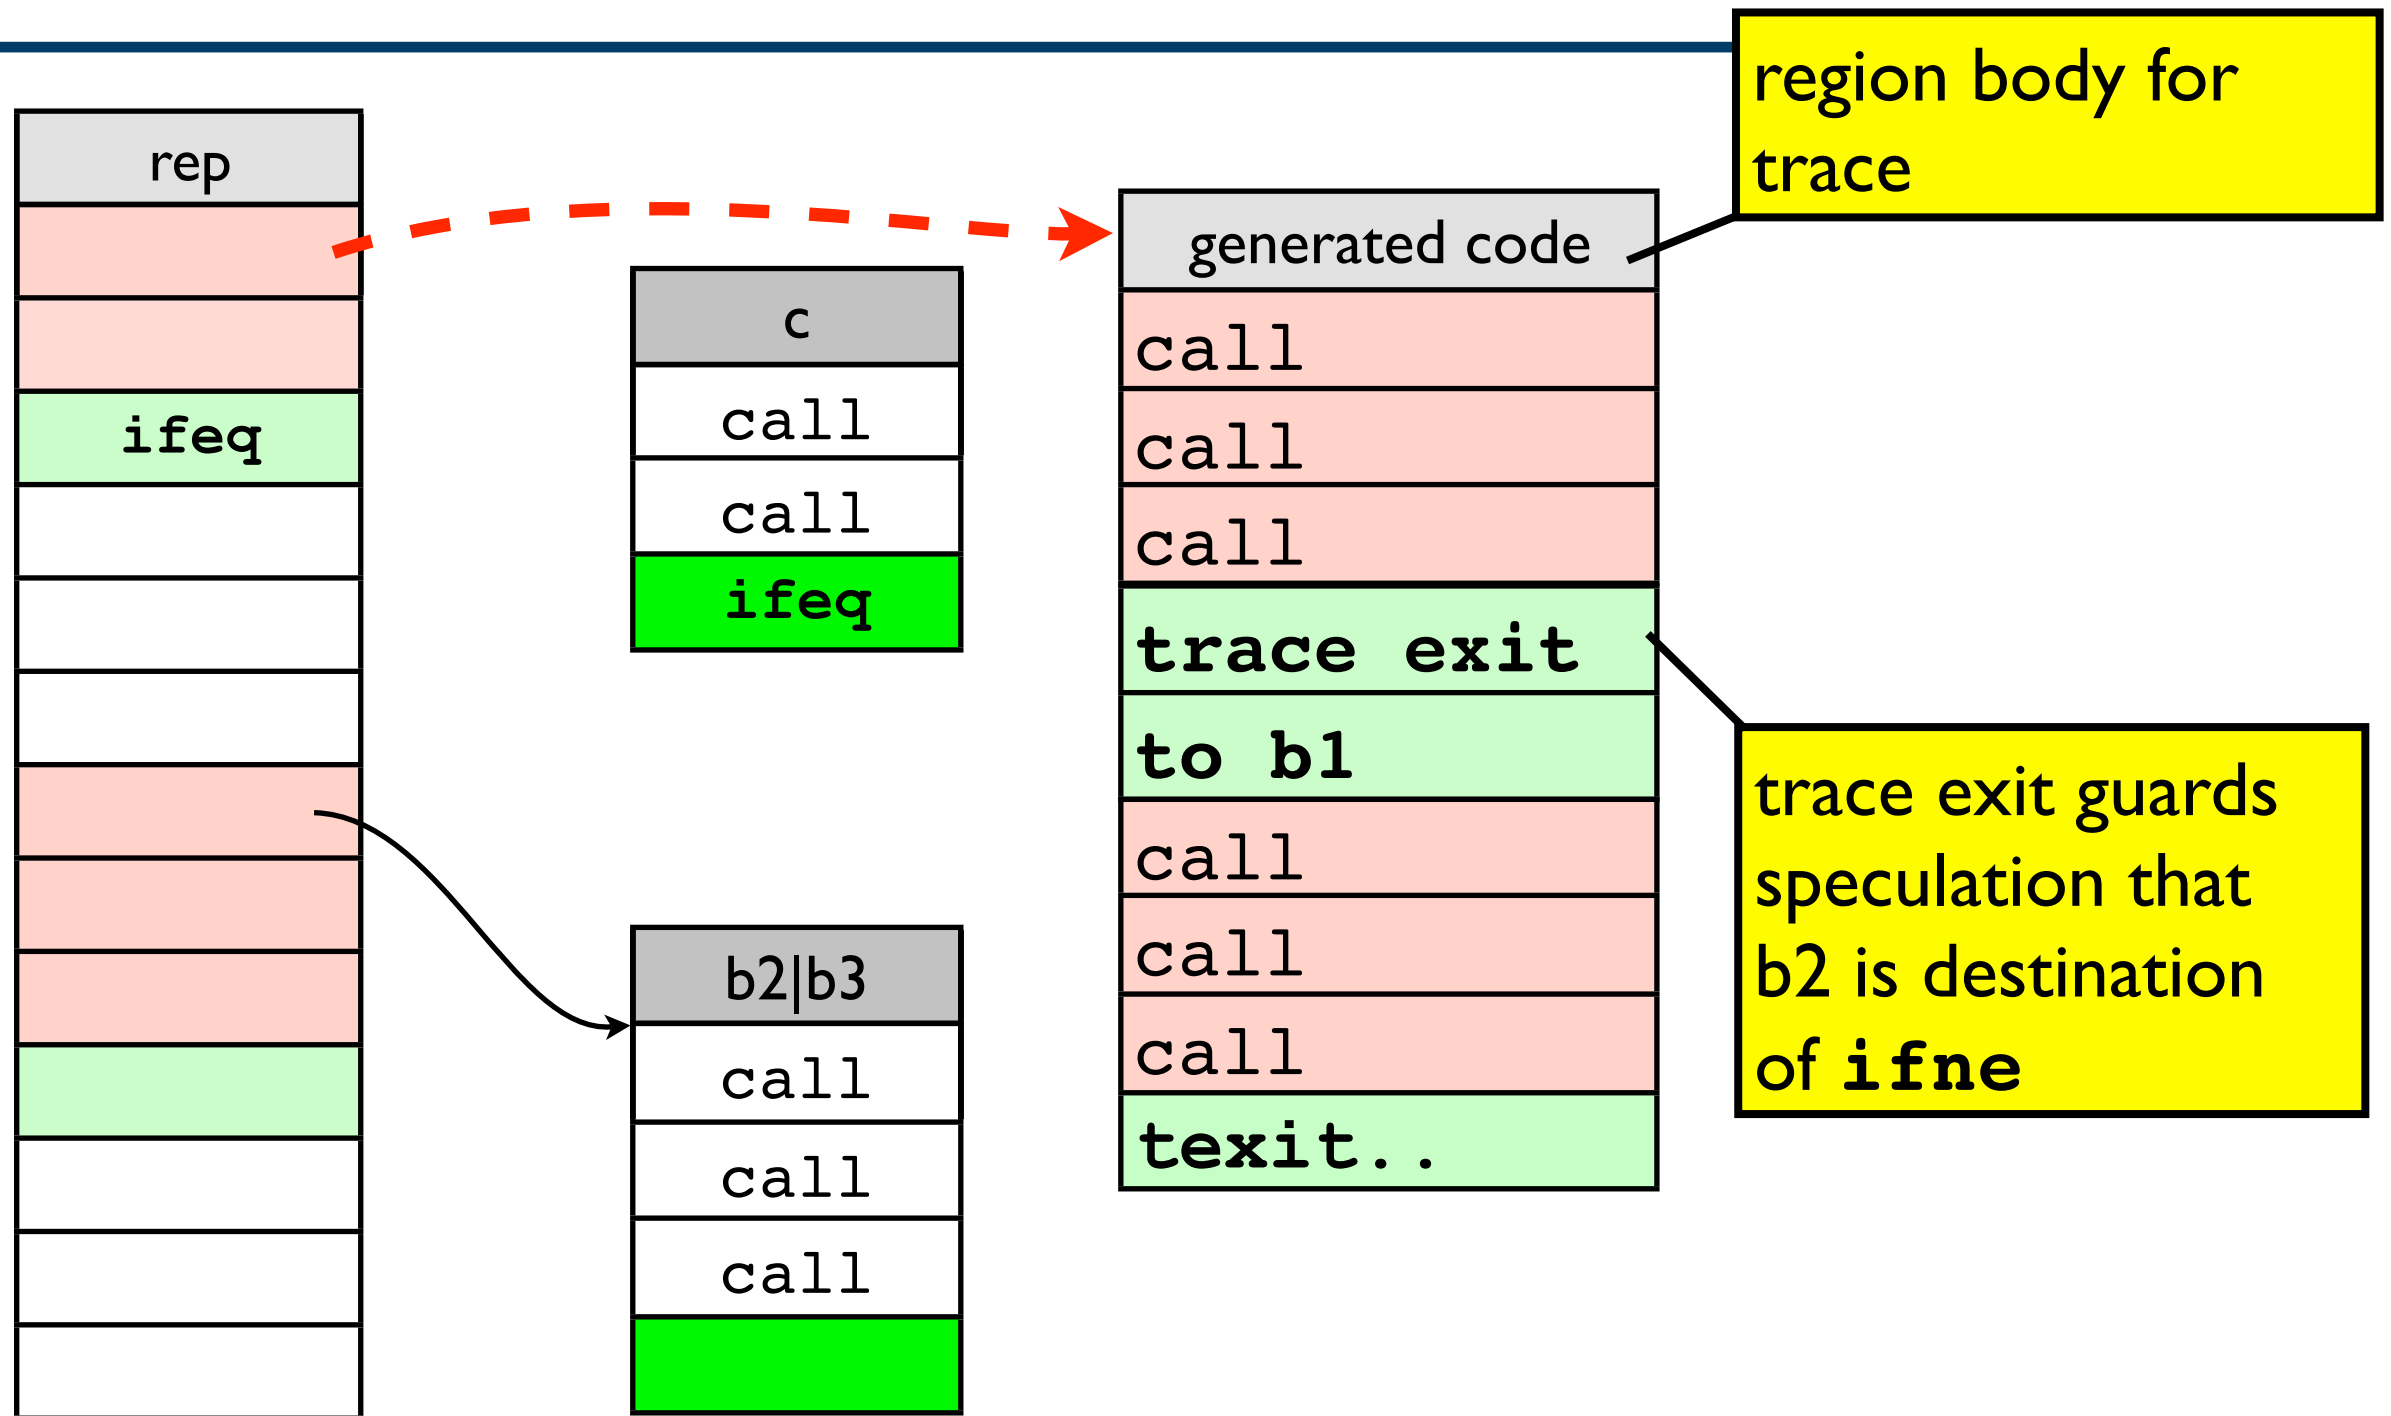 region body for
trace
rep
ifeq
c
call
call
ifeq
b2|b3
call
call
call
generated code
call
call
call
trace exit
to b1
call
call
call
texit..
trace exit guards
speculation that
b2 is destination
of ifne